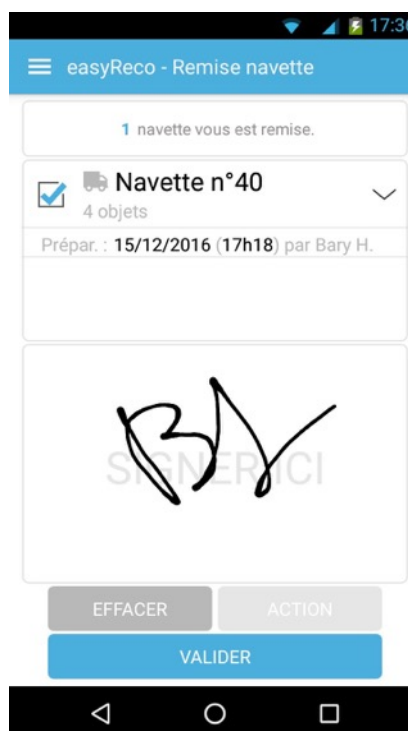 17:36
easyReco - Remise navette
1 navette vous est remise.
Navette n°40
4 objets
Prépar. : 15/12/2016 (17h18) par Bary H.
SIGNER ICI
EFFACER
ACTION
VALIDER